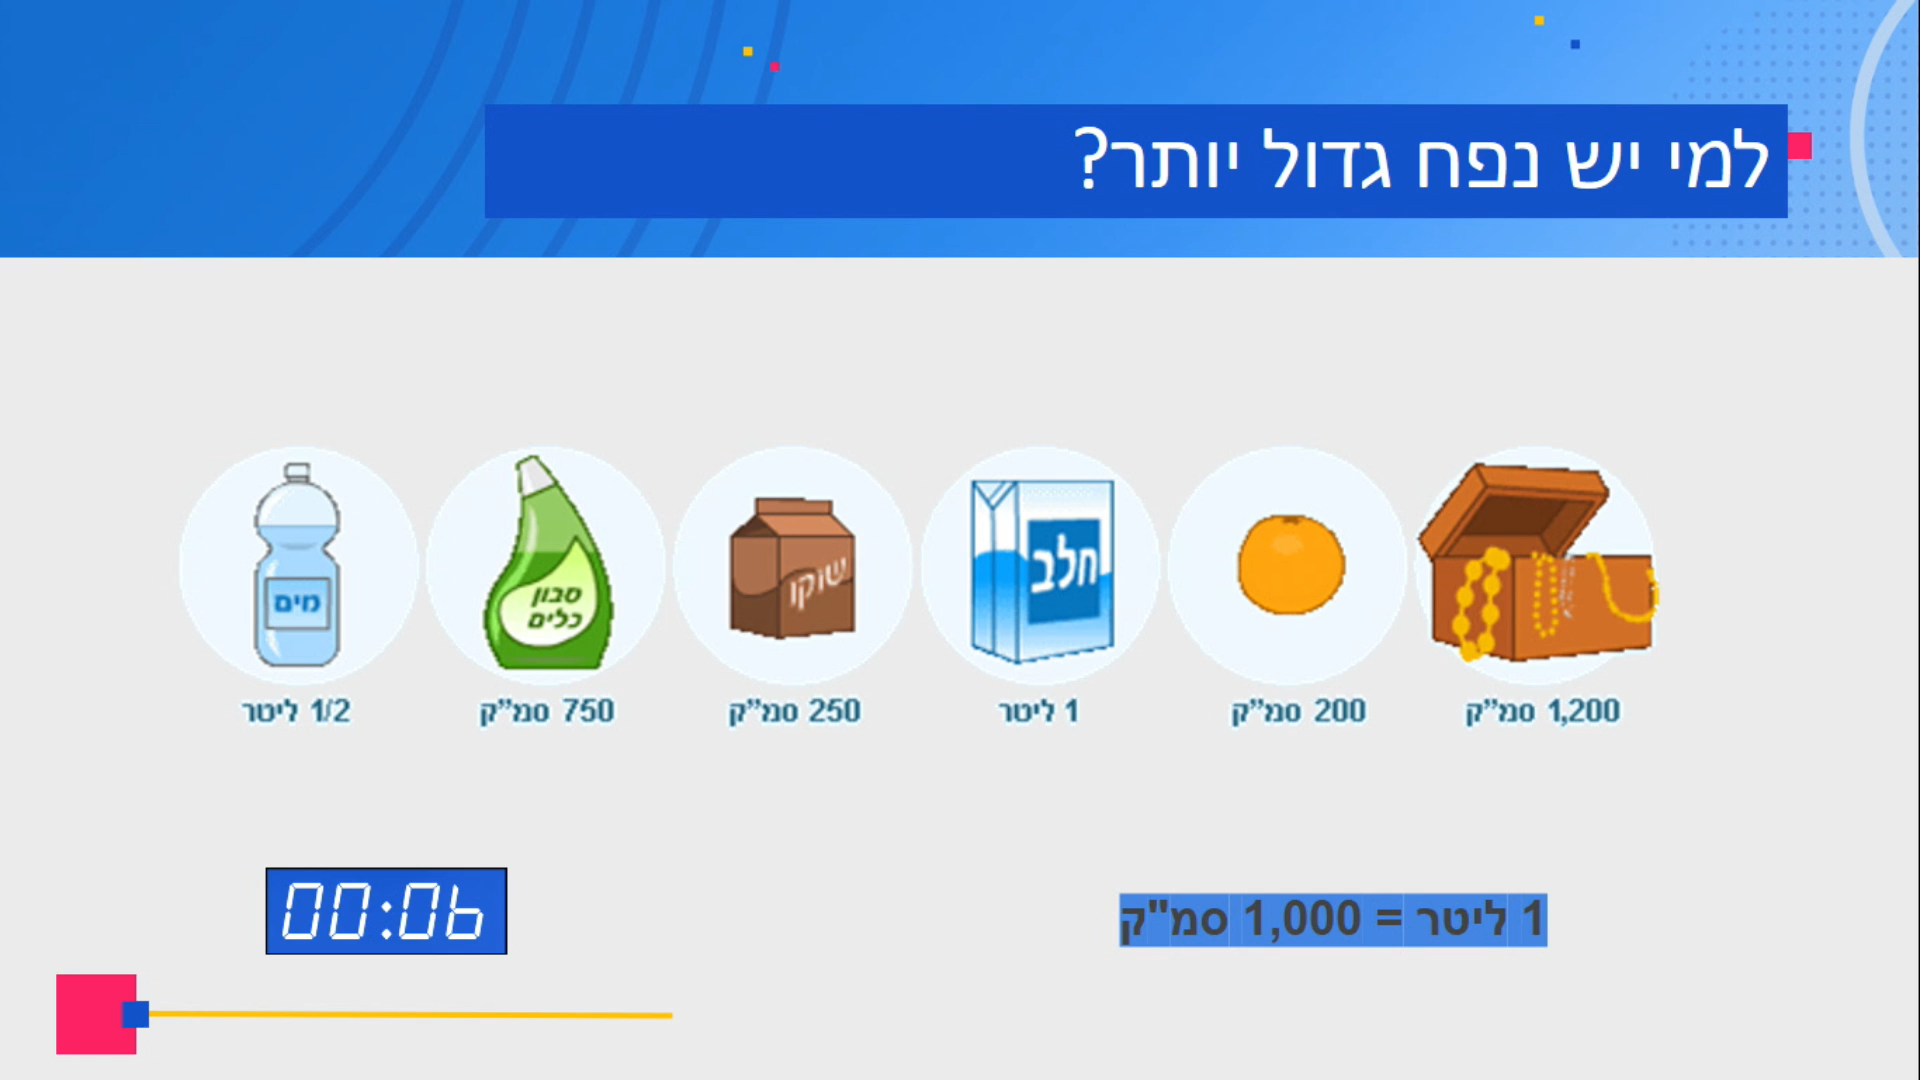 למי יש נפח גדול יותר?
חלב
שוקו
סבון
כלים
מים
1,200 סמ”ק
200 סמ”ק
1 ליטר
250 סמ”ק
750 סמ”ק
1/2 ליטר
1 ליטר = 1,000 סמ"ק
00:06